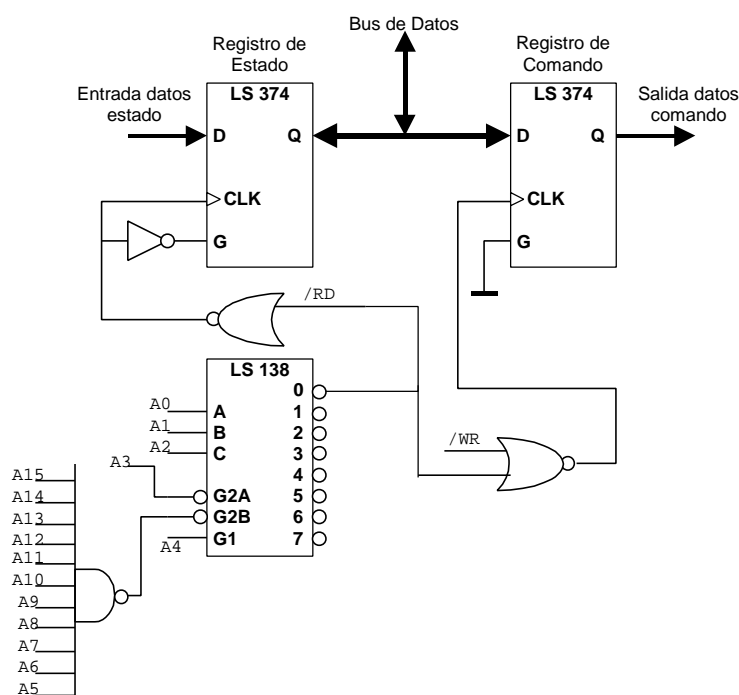 Bus de Datos
Registro de
Estado
Registro de
Comando
Entrada datos
estado
LS 374
D
Q
CLK
G
LS 374
D
Q
CLK
G
Salida datos
comando
/RD
LS 138
A0
A1
A2
A3
A4
A
B
C
G2A
G2B
G1
0
1
2
3
4
5
6
7
/WR
A15
A14
A13
A12
A11
A10
A9
A8
A7
A6
A5